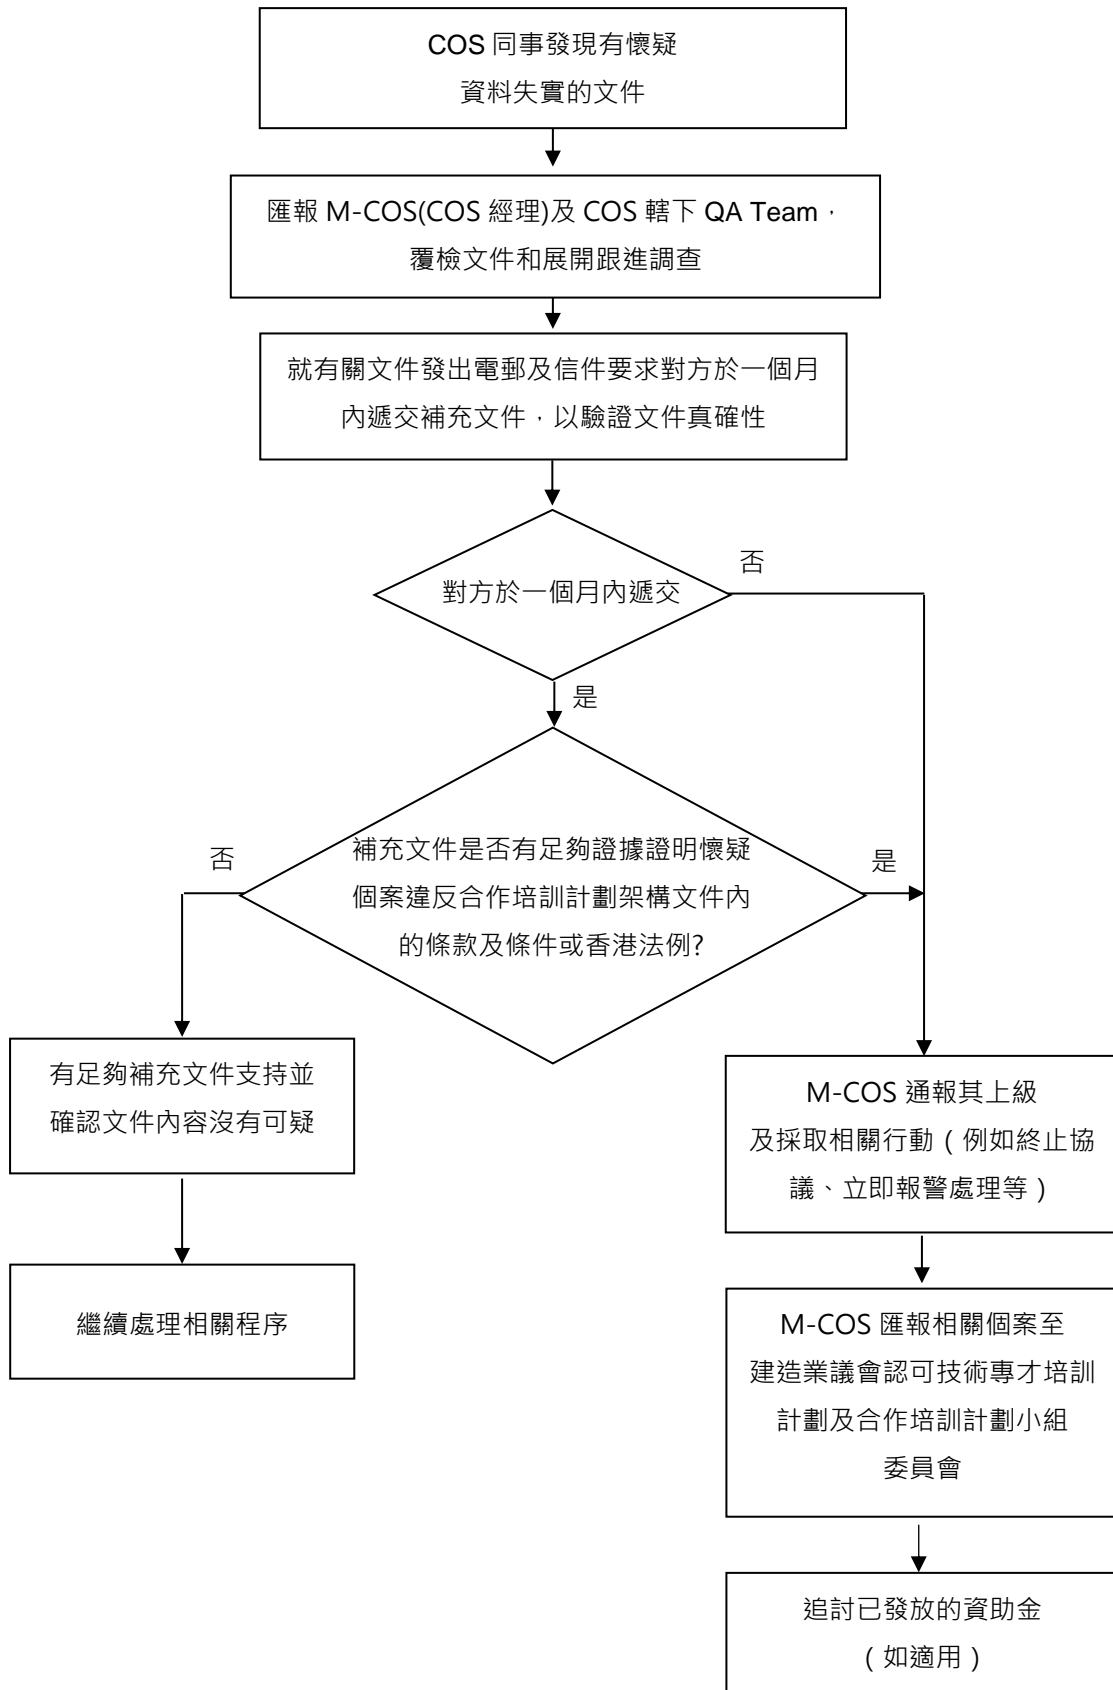 COS 同事發現有懷疑
資料失實的文件
匯報 M-COS(COS 經理)及 COS 轄下 QA Team，
覆檢文件和展開跟進調查
就有關文件發出電郵及信件要求對方於一個月
內遞交補充文件，以驗證文件真確性
對方於一個月內遞交
否
是
補充文件是否有足夠證據證明懷疑
個案違反合作培訓計劃架構文件內
的條款及條件或香港法例?
否
是
有足夠補充文件支持並
確認文件內容沒有可疑
繼續處理相關程序
M-COS 通報其上級
及採取相關行動（例如終止協
議、立即報警處理等）
M-COS 匯報相關個案至
建造業議會認可技術專才培訓
計劃及合作培訓計劃小組
委員會
追討已發放的資助金
（如適用）